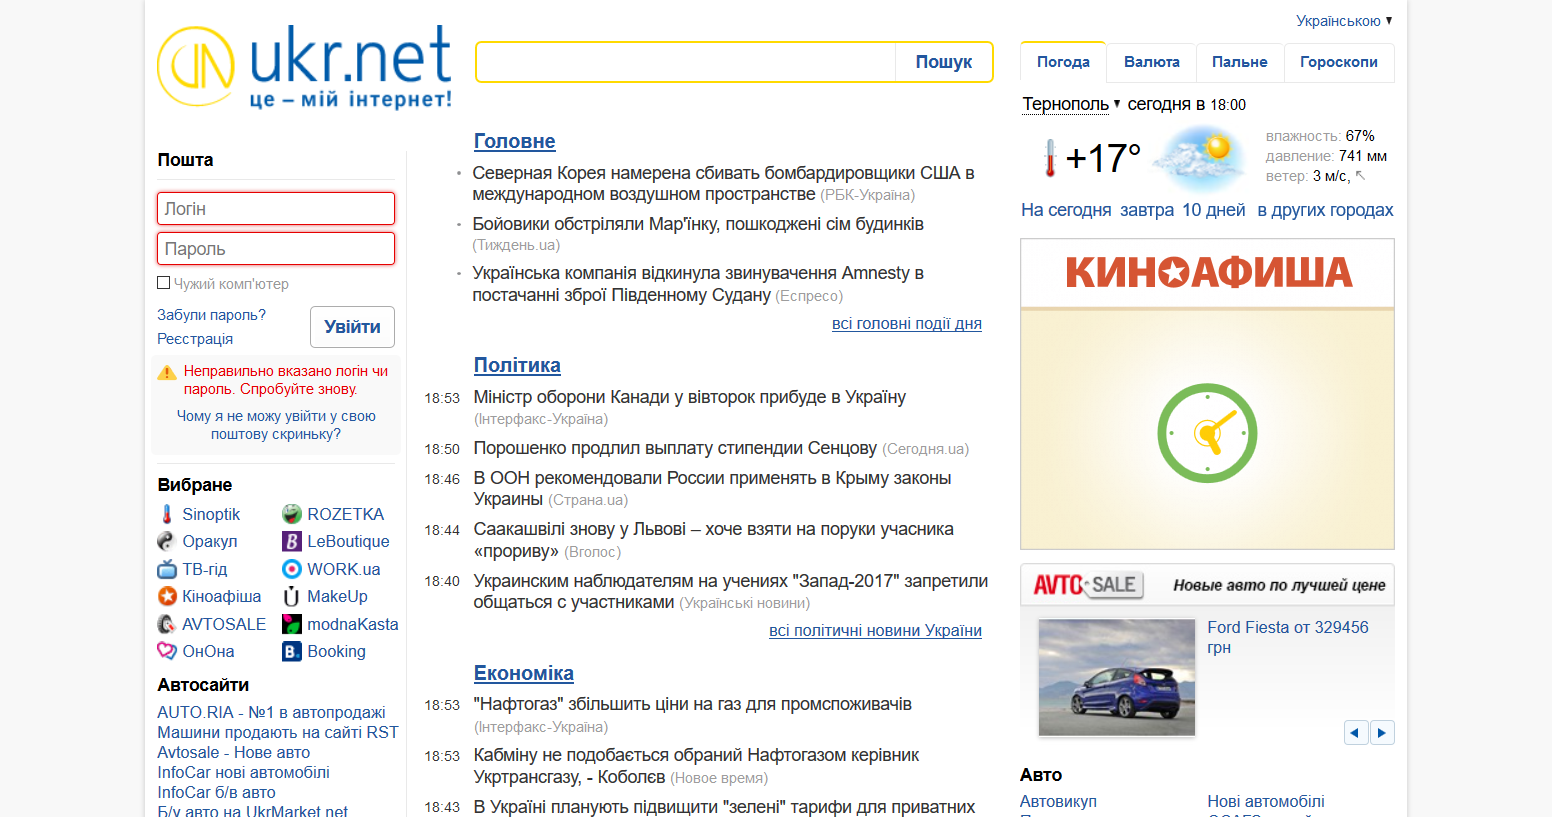 Українською
ukr.net
це – мій інтернет!
Пошук
Погода
Валюта
Пальне
Гороскопи
Тернополь сегодня в 18:00
+17°
влажность: 67%
давление: 741 мм
ветер: 3 м/с,
На сегодня завтра 10 дней в других городах
Пошта
Логін
Пароль
Чужий комп'ютер
Забули пароль?
Реєстрація
Увійти
Неправильно вказано логін чи
пароль. Спробуйте знову.
Чому я не можу увійти у свою
поштову скриньку?
Вибране
Sinoptik
ROZETKA
Оракул
LeBoutique
ТВ-гід
WORK.ua
Кіноафіша
MakeUp
AVTOSALE
modnaKasta
ОнОна
Booking
Автосайти
AUTO.RIA - №1 в автопродажі
Машини продають на сайті RST
Avtosale - Нове авто
InfoCar нові автомобілі
InfoCar б/в авто
Б/у авто на UkrMarket.net
Головне
Северная Корея намерена сбивать бомбардировщики США в
международном воздушном пространстве (РБК-Україна)
Бойовики обстріляли Мар'їнку, пошкоджені сім будинків
(Тиждень.ua)
Українська компанія відкинула звинувачення Amnesty в
постачанні зброї Південному Судану (Еспресо)
всі головні події дня
Політика
18:53 Міністр оборони Канади у вівторок прибуде в Україну
(Інтерфакс-Україна)
18:50 Порошенко продлил выплату стипендии Сенцову (Сегодня.ua)
18:46 В ООН рекомендовали России применять в Крыму законы
Украины (Страна.ua)
18:44 Саакашвілі знову у Львові – хоче взяти на поруки учасника
«прориву» (Вголос)
18:40 Украинским наблюдателям на учениях "Запад-2017" запретили
общаться с участниками (Українські новини)
всі політичні новини України
Економіка
18:53 "Нафтогаз" збільшить ціни на газ для промспоживачів
(Інтерфакс-Україна)
18:53 Кабміну не подобається обраний Нафтогазом керівник
Укртрансгазу, - Коболєв (Новое время)
18:43 В Україні планують підвищити "зелені" тарифи для приватних
КИНОАФИША
AVTO SALE
Новые авто по лучшей цене
Ford Fiesta от 329456
грн
Авто
Автовикуп
Нові автомобілі